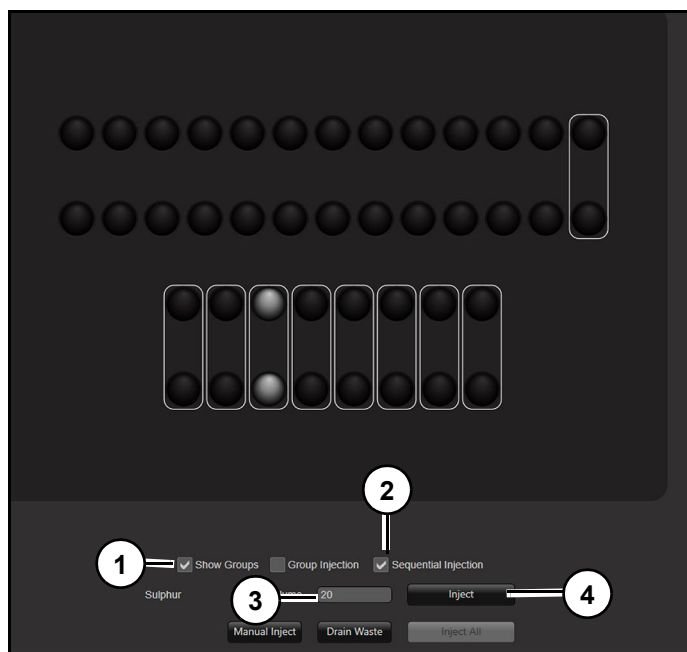 2
1
Show Groups Group Injection Sequential Injection
Sulphur 20 Inject
3
4
Manual Inject Drain Waste Inject All